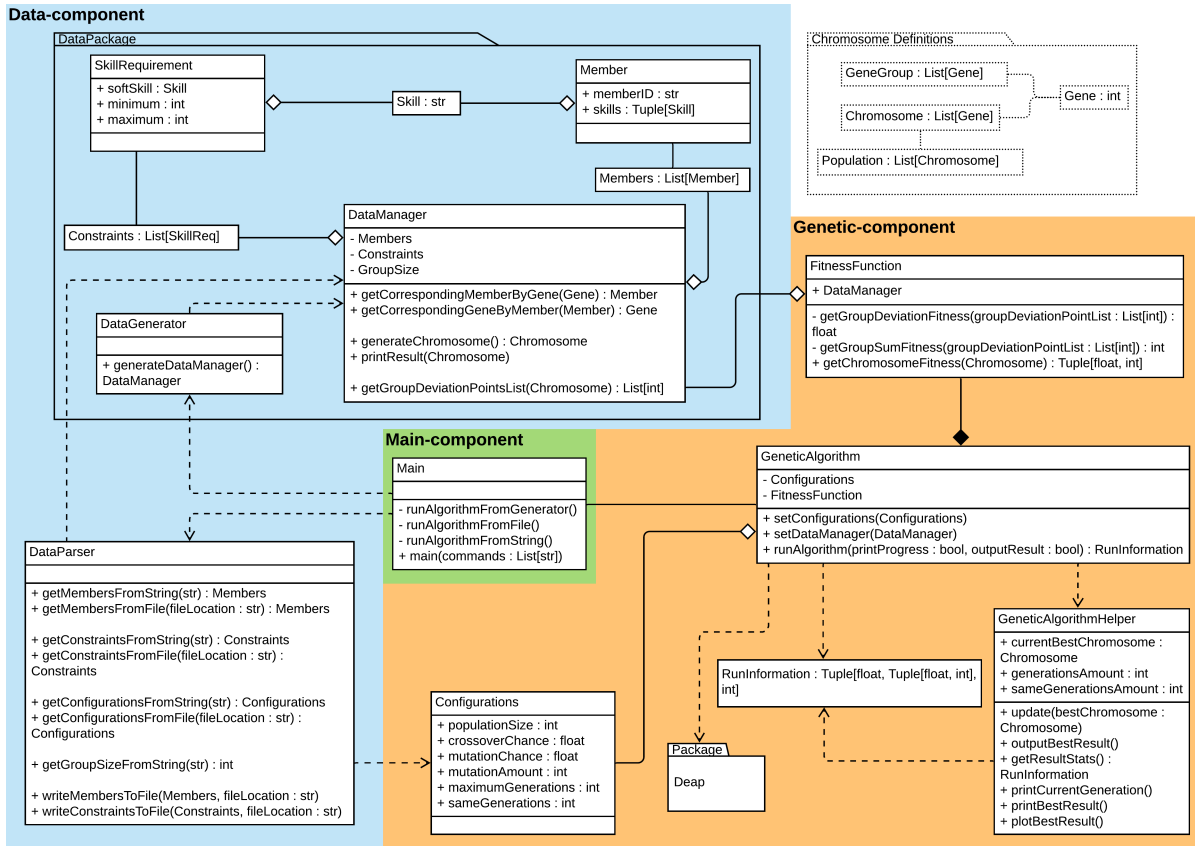 Data-component
DataPackage
SkillRequirement
+ softSkill : Skill
+ minimum : int
+ maximum : int
Skill : str
Member
+ memberID : str
+ skills : Tuple[Skill]
Members : List[Member]
Constraints : List[SkillReq]
DataManager
- Members
- Constraints
- GroupSize
+ getCorrespondingMemberByGene(Gene) : Member
+ getCorrespondingGeneByMember(Member) : Gene
+ generateChromosome() : Chromosome
+ printResult(Chromosome)
+ getGroupDeviationPointsList(Chromosome) : List[int]
DataGenerator
+ generateDataManager() :
DataManager
Chromosome Definitions
GeneGroup : List[Gene]
Gene : int
Chromosome : List[Gene]
Population : List[Chromosome]
Genetic-component
FitnessFunction
+ DataManager
- getGroupDeviationFitness(groupDeviationPointList : List[int]) :
float
- getGroupSumFitness(groupDeviationPointList : List[int]) : int
+ getChromosomeFitness(Chromosome) : Tuple[float, int]
Main-component
Main
- runAlgorithmFromGenerator()
- runAlgorithmFromFile()
- runAlgorithmFromString()
+ main(commands : List[str])
GeneticAlgorithm
- Configurations
- FitnessFunction
+ setConfigurations(Configurations)
+ setDataManager(DataManager)
+ runAlgorithm(printProgress : bool, outputResult : bool) : RunInformation
DataParser
+ getMembersFromString(str) : Members
+ getMembersFromFile(fileLocation : str) : Members
+ getConstraintsFromString(str) : Constraints
+ getConstraintsFromFile(fileLocation : str) :
Constraints
+ getConfigurationsFromString(str) : Configurations
+ getConfigurationsFromFile(fileLocation : str) :
Configurations
+ getGroupSizeFromString(str) : int
+ writeMembersToFile(Members, fileLocation : str)
+ writeConstraintsToFile(Constraints, fileLocation : str)
Configurations
+ populationSize : int
+ crossoverChance : float
+ mutationChance : float
+ mutationAmount : int
+ maximumGenerations : int
+ sameGenerations : int
RunInformation : Tuple[float, Tuple[float, int],
int]
Package
Deap
GeneticAlgorithmHelper
+ currentBestChromosome :
Chromosome
+ generationsAmount : int
+ sameGenerationsAmount : int
+ update(bestChromosome :
Chromosome)
+ outputBestResult()
+ getResultStats() :
RunInformation
+ printCurrentGeneration()
+ printBestResult()
+ plotBestResult()